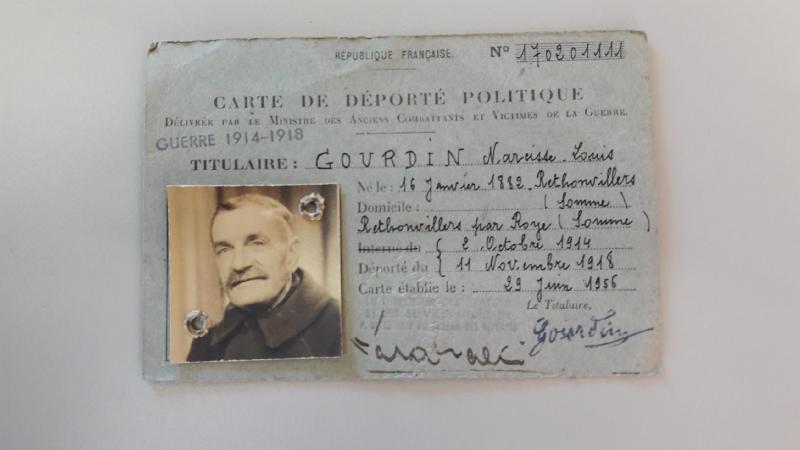 RÉPUBLIQUE FRANÇAISE.
N° 170201111
CARTE DE DÉPORTÉ POLITIQUE
DÉLIVRÉE PAR LE MINISTRE DES ANCIENS COMBATTANTS ET VICTIMES DE LA GUERRE.
GUERRE 1914-1918
TITULAIRE : GOURDIN Narcisse Louis
Né le : 16 Janvier 1882 Rethonvillers
Domicile : (Somme)
Rethonvillers par Roye (Somme)
Interné du { 2 Octobre 1914
Déporté du { 11 Novembre 1918
Carte établie le : 29 Juin 1956
Le Titulaire,
Gourdin